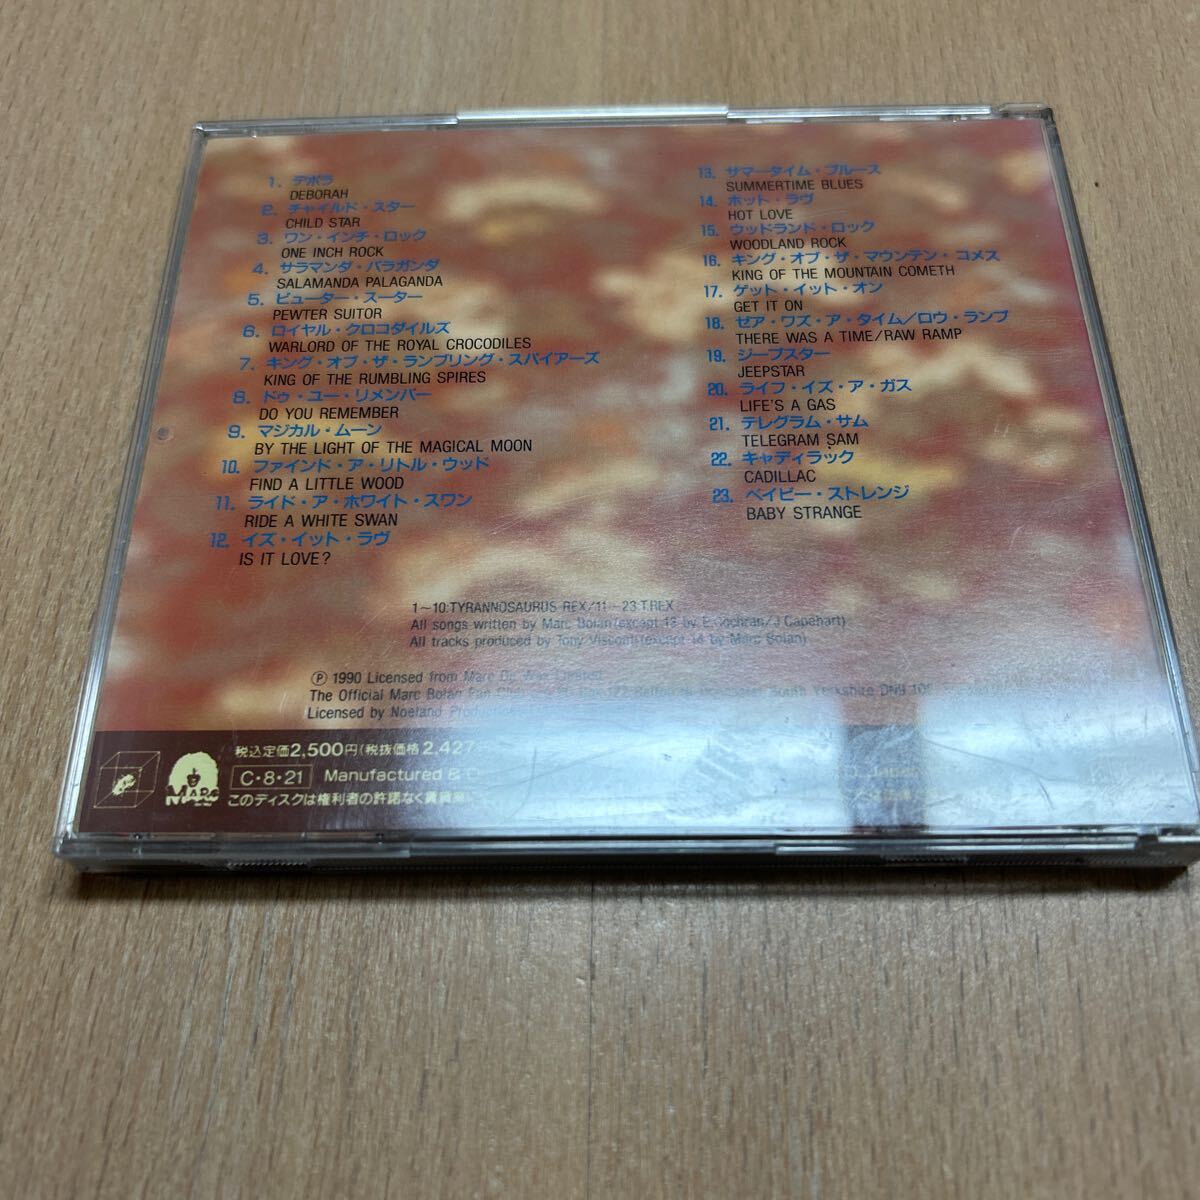 1. デボラ
DEBORAH
2. チャイルド・スター
CHILD STAR
3. ワン・インチ・ロック
ONE INCH ROCK
4. サラマンダ・パラガンダ
SALAMANDA PALAGANDA
5. ピューター・スーター
PEWTER SUITOR
6. ロイヤル・クロコダイルズ
WARLORD OF THE ROYAL CROCODILES
7. キング・オブ・ザ・ランブリング・スパイアーズ
KING OF THE RUMBLING SPIRES
8. ドゥ・ユー・リメンバー
DO YOU REMEMBER
9. マジカル・ムーン
BY THE LIGHT OF THE MAGICAL MOON
10. ファインド・ア・リトル・ウッド
FIND A LITTLE WOOD
11. ライド・ア・ホワイト・スワン
RIDE A WHITE SWAN
12. イズ・イット・ラヴ
IS IT LOVE?
13. サマータイム・ブルース
SUMMERTIME BLUES
14. ホット・ラヴ
HOT LOVE
15. ウッドランド・ロック
WOODLAND ROCK
16. キング・オブ・ザ・マウンテン・コメス
KING OF THE MOUNTAIN COMETH
17. ゲット・イット・オン
GET IT ON
18. ゼア・ワズ・ア・タイム/ロウ・ランプ
THERE WAS A TIME/RAW RAMP
19. ジープスター
JEEPSTAR
20. ライフ・イズ・ア・ガス
LIFE'S A GAS
21. テレグラム・サム
TELEGRAM SAM
22. キャディラック
CADILLAC
23. ベイビー・ストレンジ
BABY STRANGE
1~10:TYRANNOSAURUS REX/11~23:T.REX
All songs written by Marc Bolan(except 13 by E.Cochran/J.Capehart)
All tracks produced by Tony Visconti(except 14 by Marc Bolan)
Ⓟ 1990 Licensed from Marc On Wax Limited
The Official Marc Bolan Fan Club South Yorkshire DN9
Licensed by Noeland Productions
税込定価2,500円(税抜価格2,427円
C・8・21 Manufactured &
MARC
このディスクは権利者の許諾なく賃貸業